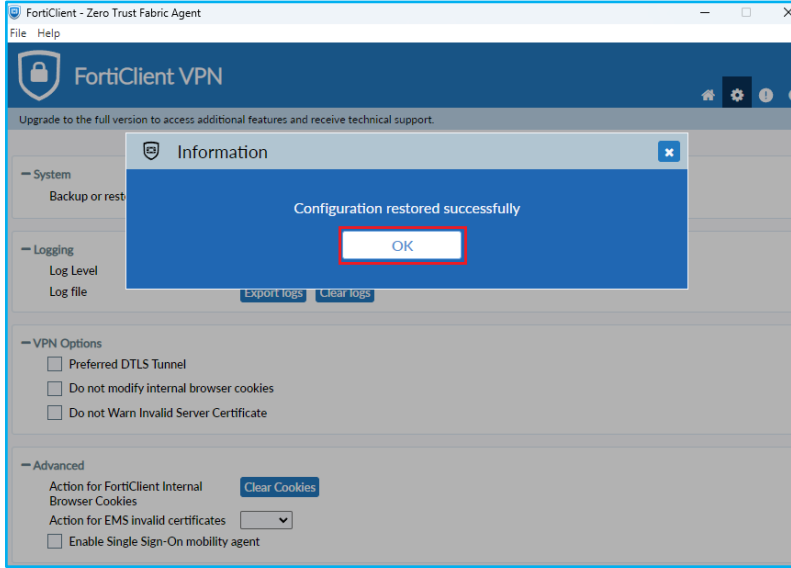 FortiClient - Zero Trust Fabric Agent
File Help
FortiClient VPN
Upgrade to the full version to access additional features and receive technical support.
Information
System
Backup or rest
Configuration restored successfully
OK
Logging
Log Level
Log file Export logs Clear logs
VPN Options
Preferred DTLS Tunnel
Do not modify internal browser cookies
Do not Warn Invalid Server Certificate
Advanced
Action for FortiClient Internal Clear Cookies
Browser Cookies
Action for EMS invalid certificates
Enable Single Sign-On mobility agent